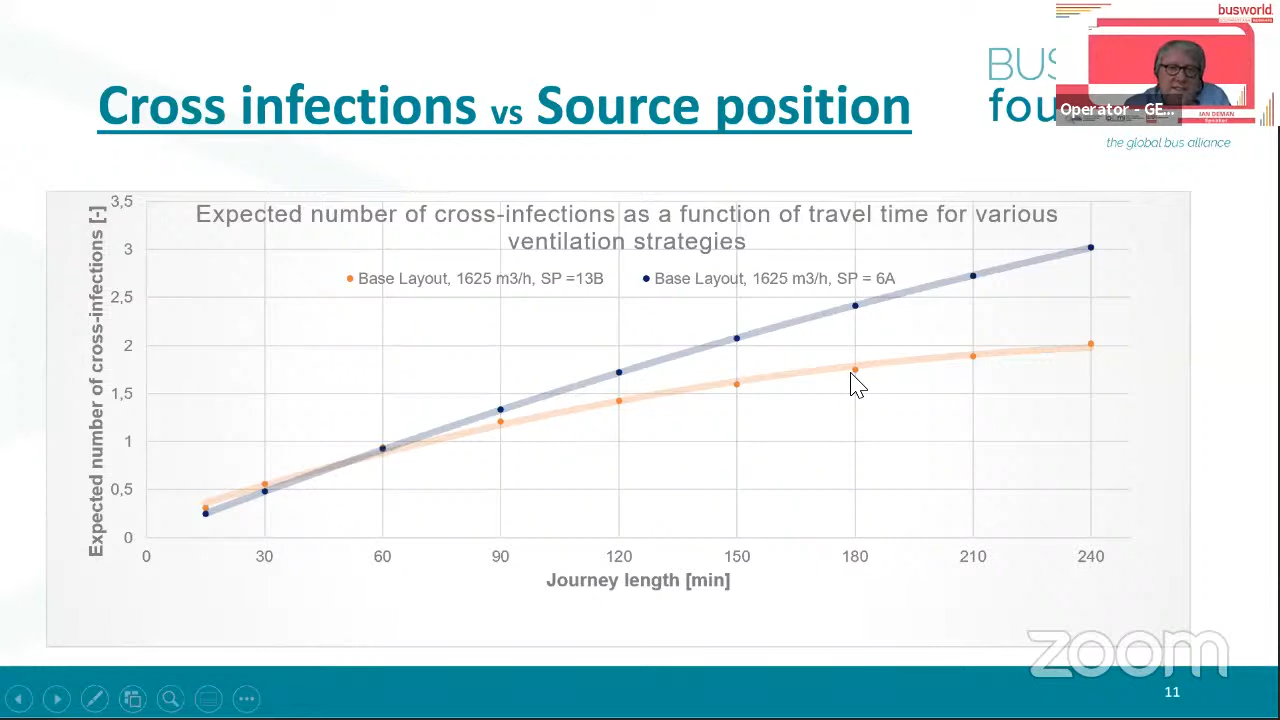 busworld.
BUS
Cross infections vs Source position
fou
Operator - GE...
JAN DEMAN
Speaker
the global bus alliance
Expected number of cross-infections as a function of travel time for various
ventilation strategies
Base Layout, 1625 m3/h, SP =13B
Base Layout, 1625 m3/h, SP = 6A
Expected number of cross-infections [-]
3,5
3
2,5
2
1,5
1
0,5
0
0 30 60 90 120 150 180 210 240
Journey length [min]
zoom
11